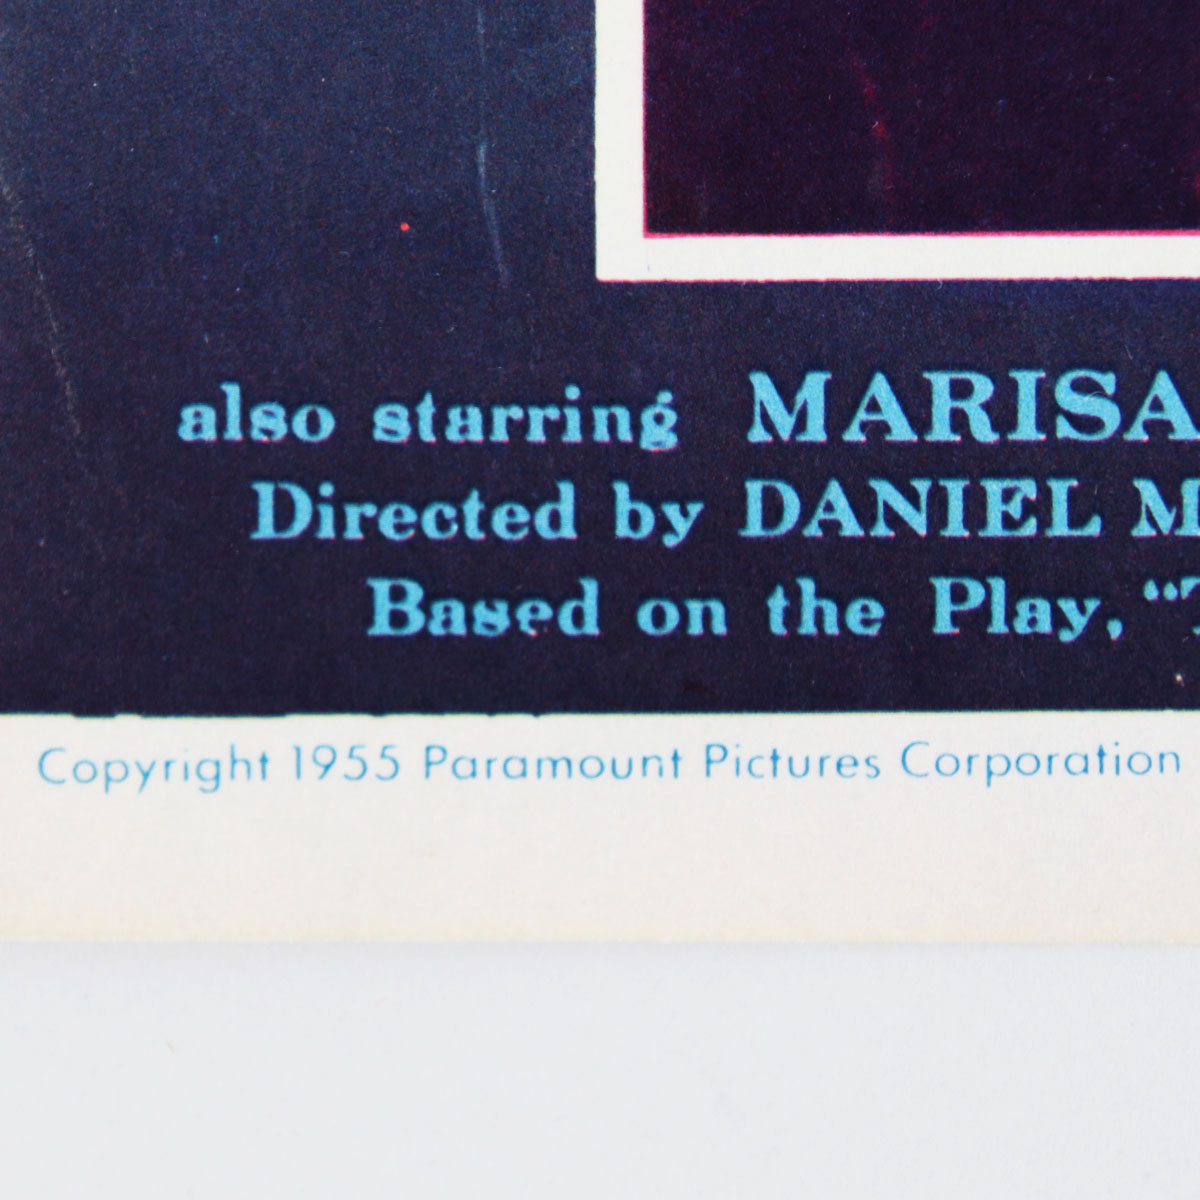 also starring MARISA
Directed by DANIEL M
Based on the Play, "T
Copyright 1955 Paramount Pictures Corporation